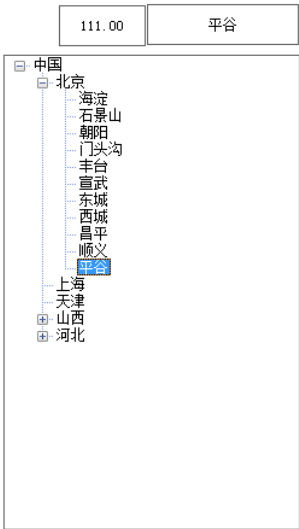 111.00 平谷
中国
北京
海淀
石景山
朝阳
门头沟
丰台
宣武
东城
西城
昌平
顺义
平谷
上海
天津
山西
河北